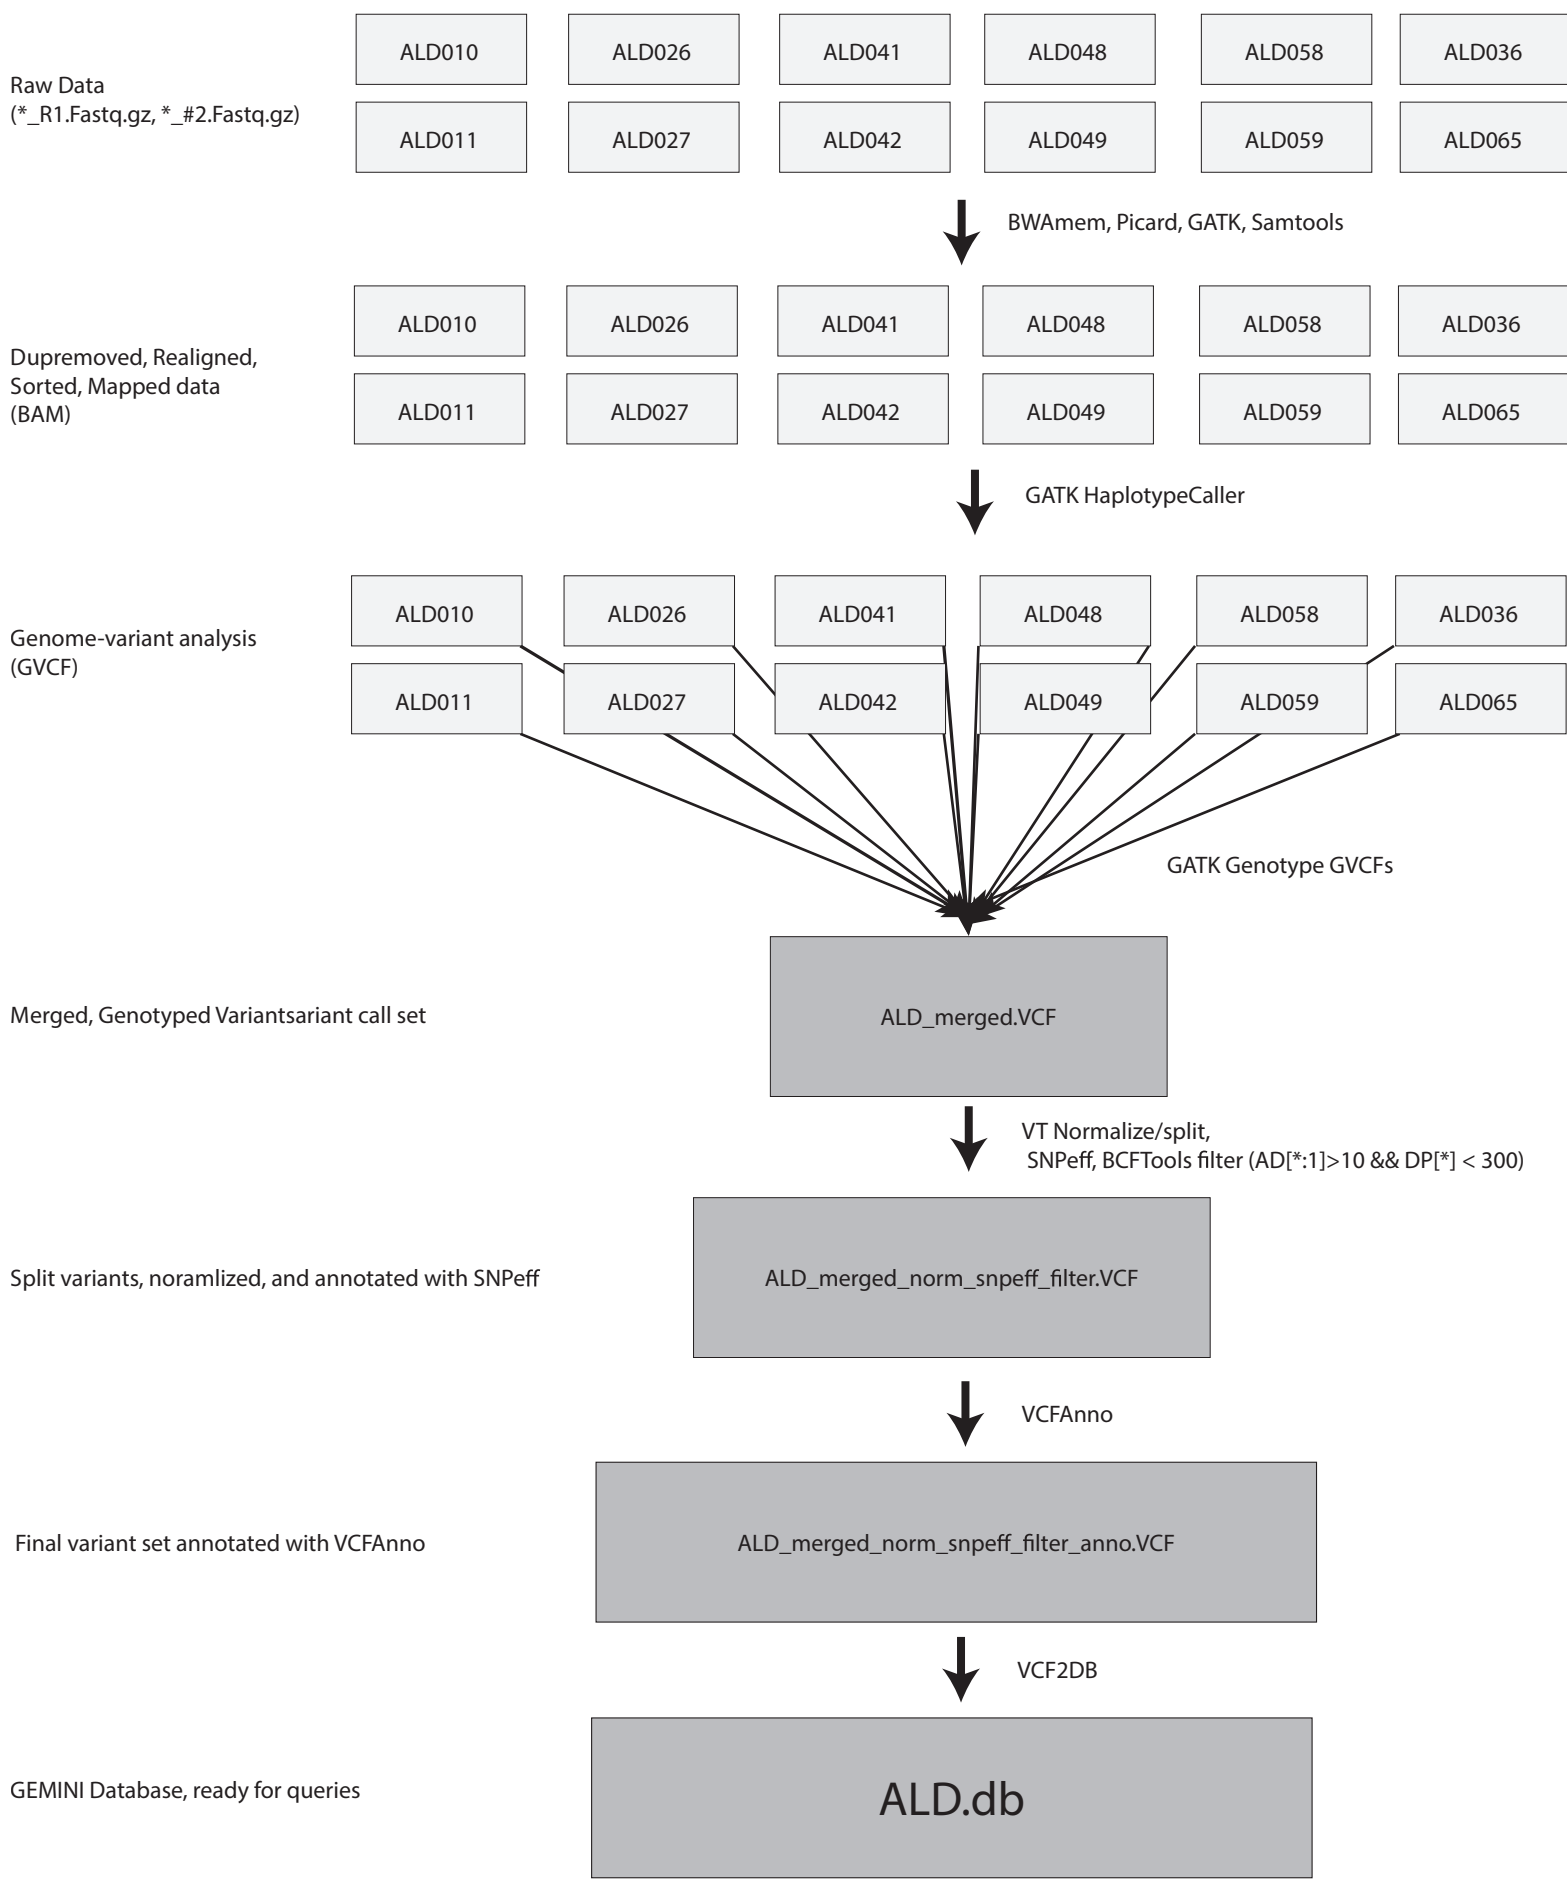 ALD010 ALD026 ALD041 ALD048 ALD058 ALD036
Raw Data
(*_R1.Fastq.gz, *_#2.Fastq.gz)
ALD011 ALD027 ALD042 ALD049 ALD059 ALD065
BWAmem, Picard, GATK, Samtools
ALD010 ALD026 ALD041 ALD048 ALD058 ALD036
Dupremoved, Realigned,
Sorted, Mapped data
(BAM)
ALD011 ALD027 ALD042 ALD049 ALD059 ALD065
GATK HaplotypeCaller
ALD010 ALD026 ALD041 ALD048 ALD058 ALD036
Genome-variant analysis
(GVCF)
ALD011 ALD027 ALD042 ALD049 ALD059 ALD065
GATK Genotype GVCFs
Merged, Genotyped Variantsariant call set
ALD_merged.VCF
VT Normalize/split,
SNPeff, BCFTools filter (AD[*:1]>10 && DP[*] < 300)
Split variants, noramlized, and annotated with SNPeff
ALD_merged_norm_snpeff_filter.VCF
VCFAnno
Final variant set annotated with VCFAnno
ALD_merged_norm_snpeff_filter_anno.VCF
VCF2DB
GEMINI Database, ready for queries
ALD.db